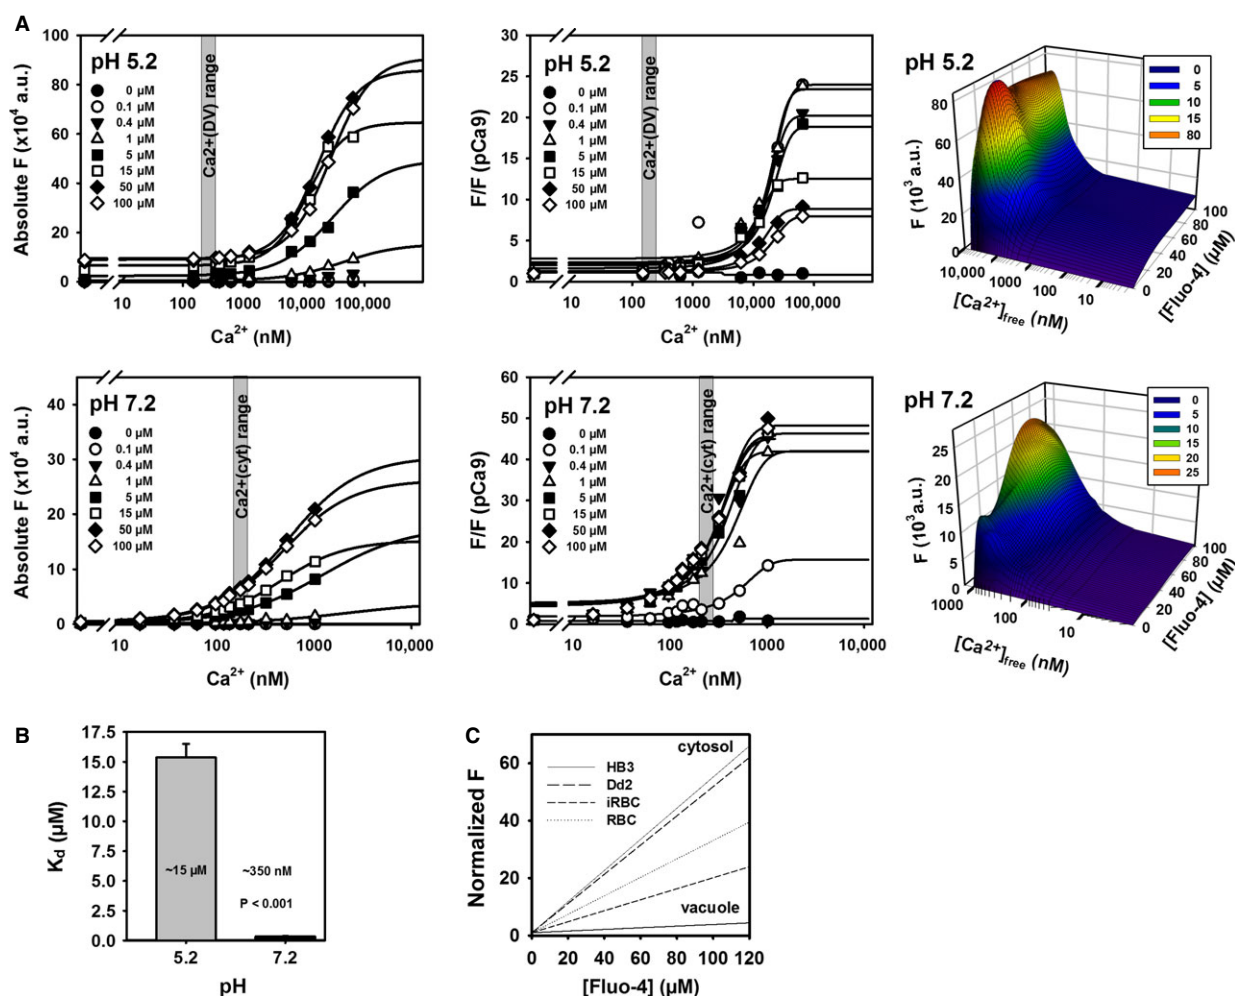 A
Absolute F (x10⁴ a.u.)
100
80
60
40
20
0
pH 5.2
0 µM
0.1 µM
0.4 µM
1 µM
5 µM
15 µM
50 µM
100 µM
Ca2+(DV) range
10
100
1000
10,000
100,000
Ca²⁺ (nM)
F/F (pCa9)
30
25
20
15
10
5
0
pH 5.2
0 µM
0.1 µM
0.4 µM
1 µM
5 µM
15 µM
50 µM
100 µM
Ca2+(DV) range
10
100
1000
10,000
100,000
Ca²⁺ (nM)
pH 5.2
0
5
10
15
80
F (10³ a.u.)
80
60
40
20
0
10,000
1000
100
10
[Ca²⁺]free (nM)
0
20
40
60
80
100
[Fluo-4] (µM)
Absolute F (x10⁴ a.u.)
40
30
20
10
0
pH 7.2
0 µM
0.1 µM
0.4 µM
1 µM
5 µM
15 µM
50 µM
100 µM
Ca2+(cyt) range
10
100
1000
10,000
Ca²⁺ (nM)
F/F (pCa9)
60
50
40
30
20
10
0
pH 7.2
0 µM
0.1 µM
0.4 µM
1 µM
5 µM
15 µM
50 µM
100 µM
Ca2+(cyt) range
10
100
1000
10,000
Ca²⁺ (nM)
pH 7.2
0
5
10
15
20
25
F (10³a.u.)
25
20
15
10
5
0
1000
100
10
[Ca²⁺]free (nM)
0
20
40
60
80
100
[Fluo-4] (µM)
B
Kd (µM)
17.5
15.0
12.5
10.0
7.5
5.0
2.5
0.0
~15 µM
~350 nM
P < 0.001
5.2
7.2
pH
C
Normalized F
60
40
20
0
HB3
Dd2
iRBC
RBC
cytosol
vacuole
0
20
40
60
80
100
120
[Fluo-4] (µM)